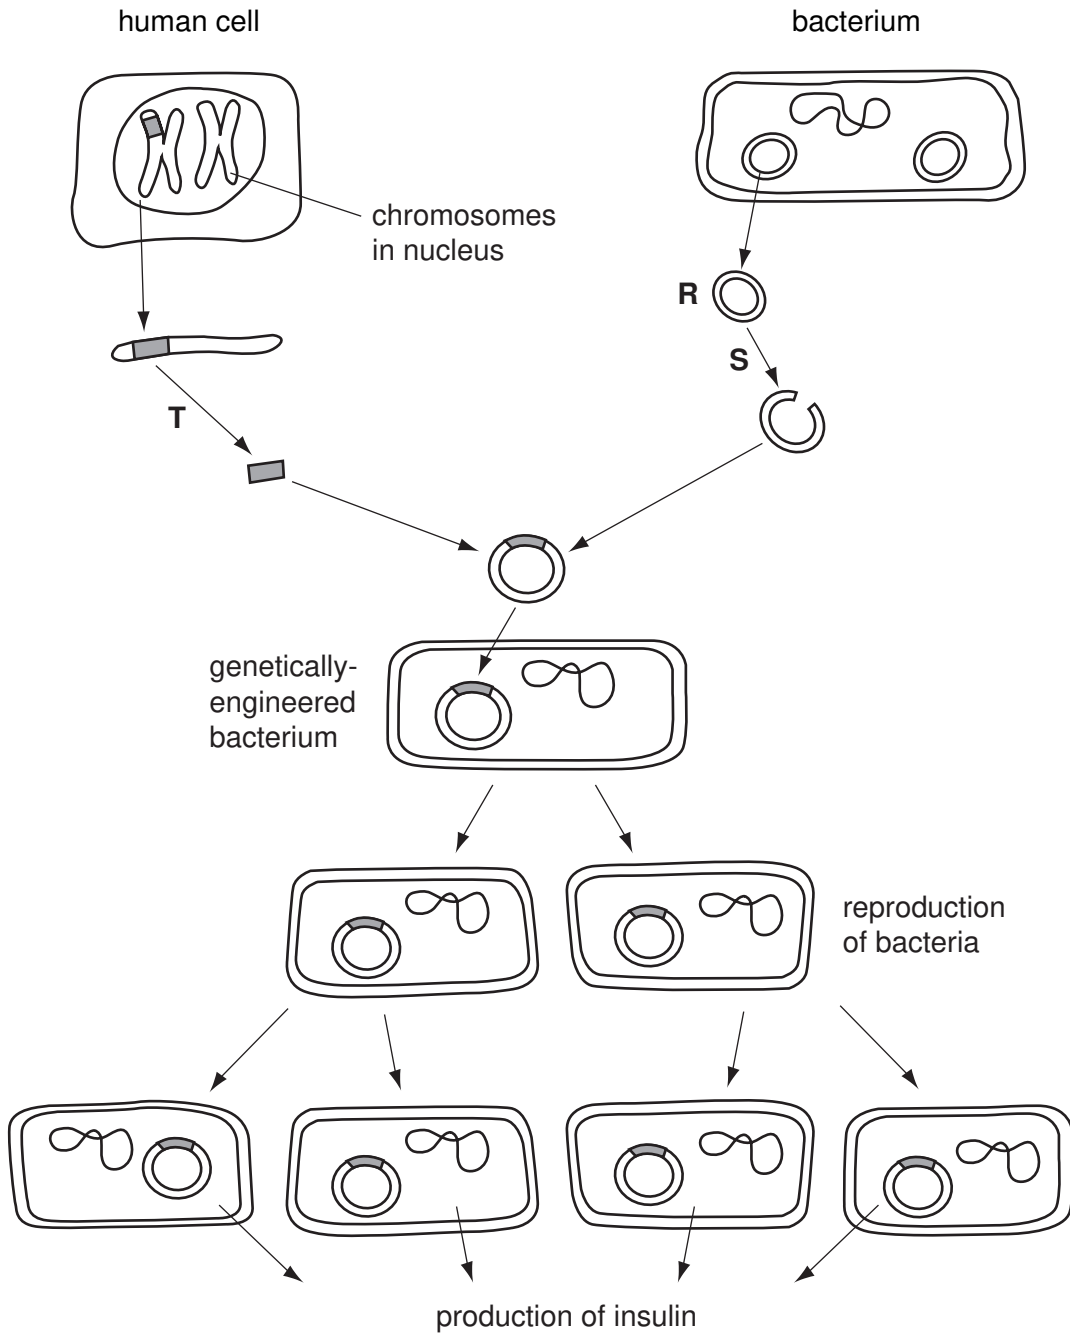 human cell
bacterium
chromosomes
in nucleus
R
S
T
genetically-
engineered
bacterium
reproduction
of bacteria
production of insulin